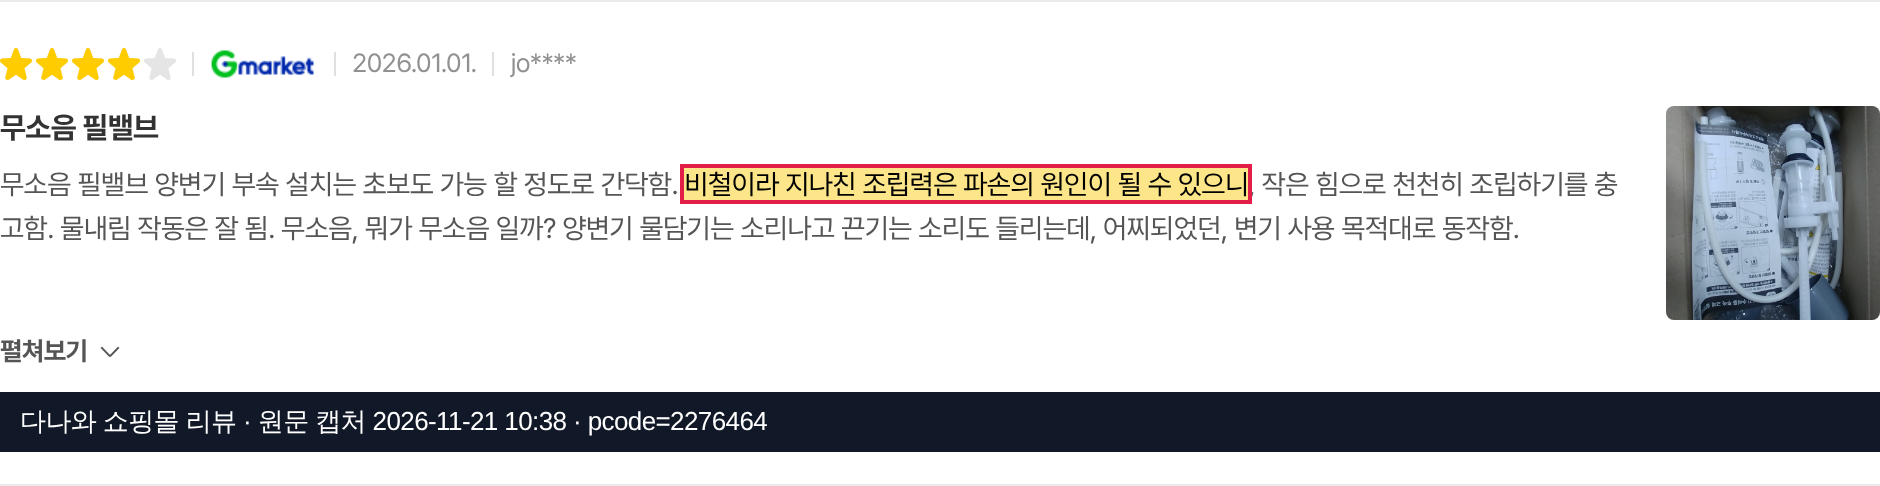 Gmarket 2026.01.01. jo****
무소음 필밸브
무소음 필밸브 양변기 부속 설치는 초보도 가능 할 정도로 간닥함. 비철이라 지나친 조립력은 파손의 원인이 될 수 있으니, 작은 힘으로 천천히 조립하기를 충
고함. 물내림 작동은 잘 됨. 무소음, 뭐가 무소음 일까? 양변기 물담기는 소리나고 끈기는 소리도 들리는데, 어찌되었던, 변기 사용 목적대로 동작함.
펼쳐보기
다나와 쇼핑몰 리뷰 · 원문 캡처 2026-11-21 10:38 · pcode=2276464